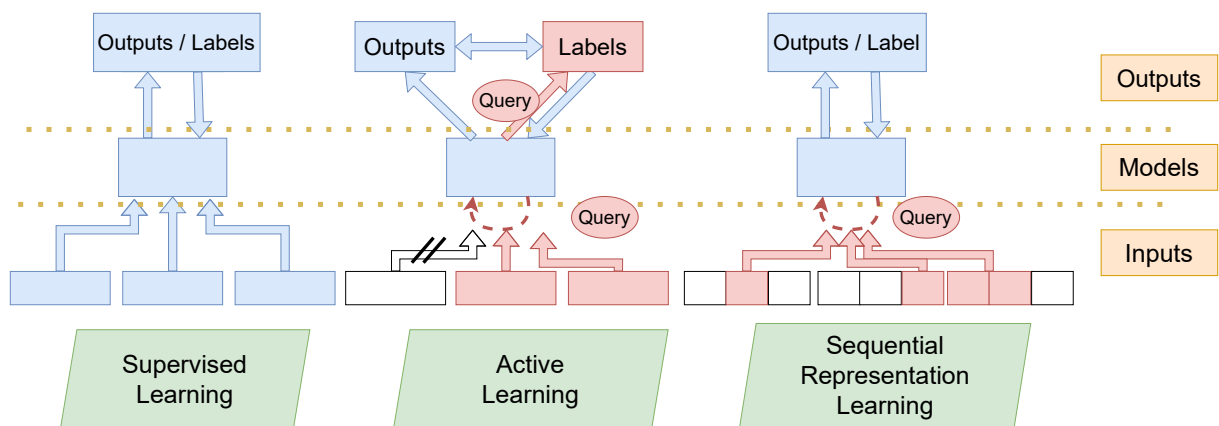 Outputs / Labels
Outputs
Labels
Outputs / Label
Outputs
Query
Models
Query
Query
Inputs
Supervised
Learning
Active
Learning
Sequential
Representation
Learning